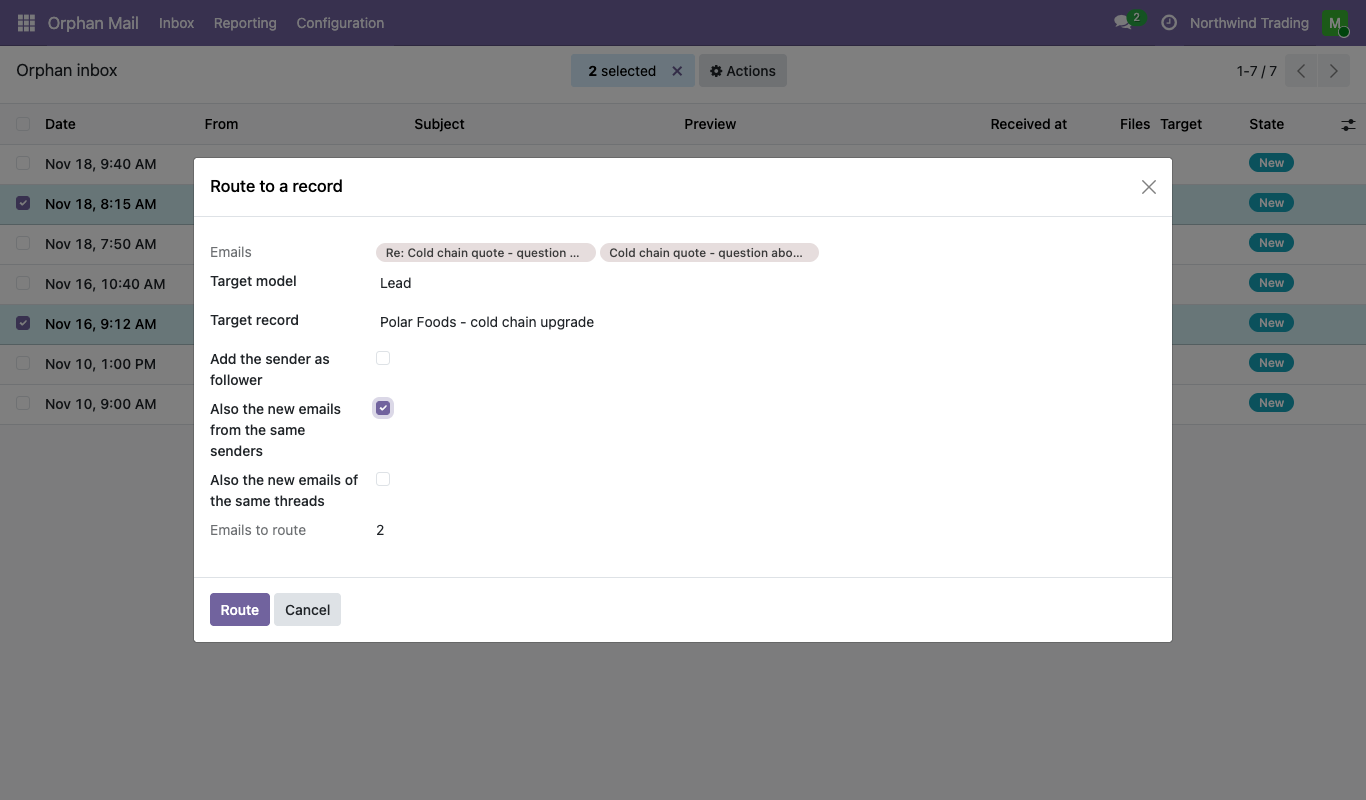 Orphan Mail Inbox Reporting Configuration 2 Northwind Trading M
Orphan inbox 2 selected Actions 1-7 / 7
Date From Subject Preview Received at Files Target State
Nov 18, 9:40 AM New
Nov 18, 8:15 AM New
Nov 18, 7:50 AM New
Nov 16, 10:40 AM New
Nov 16, 9:12 AM New
Nov 10, 1:00 PM New
Nov 10, 9:00 AM New
Route to a record
Emails Re: Cold chain quote - question ... Cold chain quote - question abo...
Target model Lead
Target record Polar Foods - cold chain upgrade
Add the sender as
follower
Also the new emails
from the same
senders
Also the new emails of
the same threads
Emails to route 2
Route Cancel